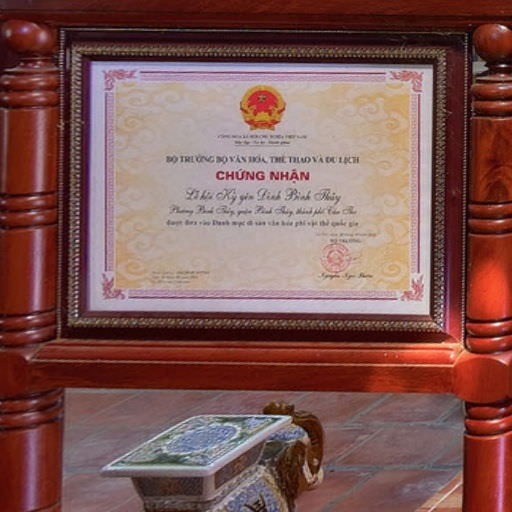 CỘNG HÒA XÃ HỘI CHỦ NGHĨA VIỆT NAM
Độc lập - Tự do - Hạnh phúc
BỘ TRƯỞNG BỘ VĂN HÓA, THỂ THAO VÀ DU LỊCH
CHỨNG NHẬN
Lễ hội Kỳ yên Đình Bình Thủy
Phường Bình Thủy, quận Bình Thủy, thành phố Cần Thơ
được đưa vào Danh mục di sản văn hóa phi vật thể quốc gia
BỘ TRƯỞNG
Nguyễn Ngọc Thiện